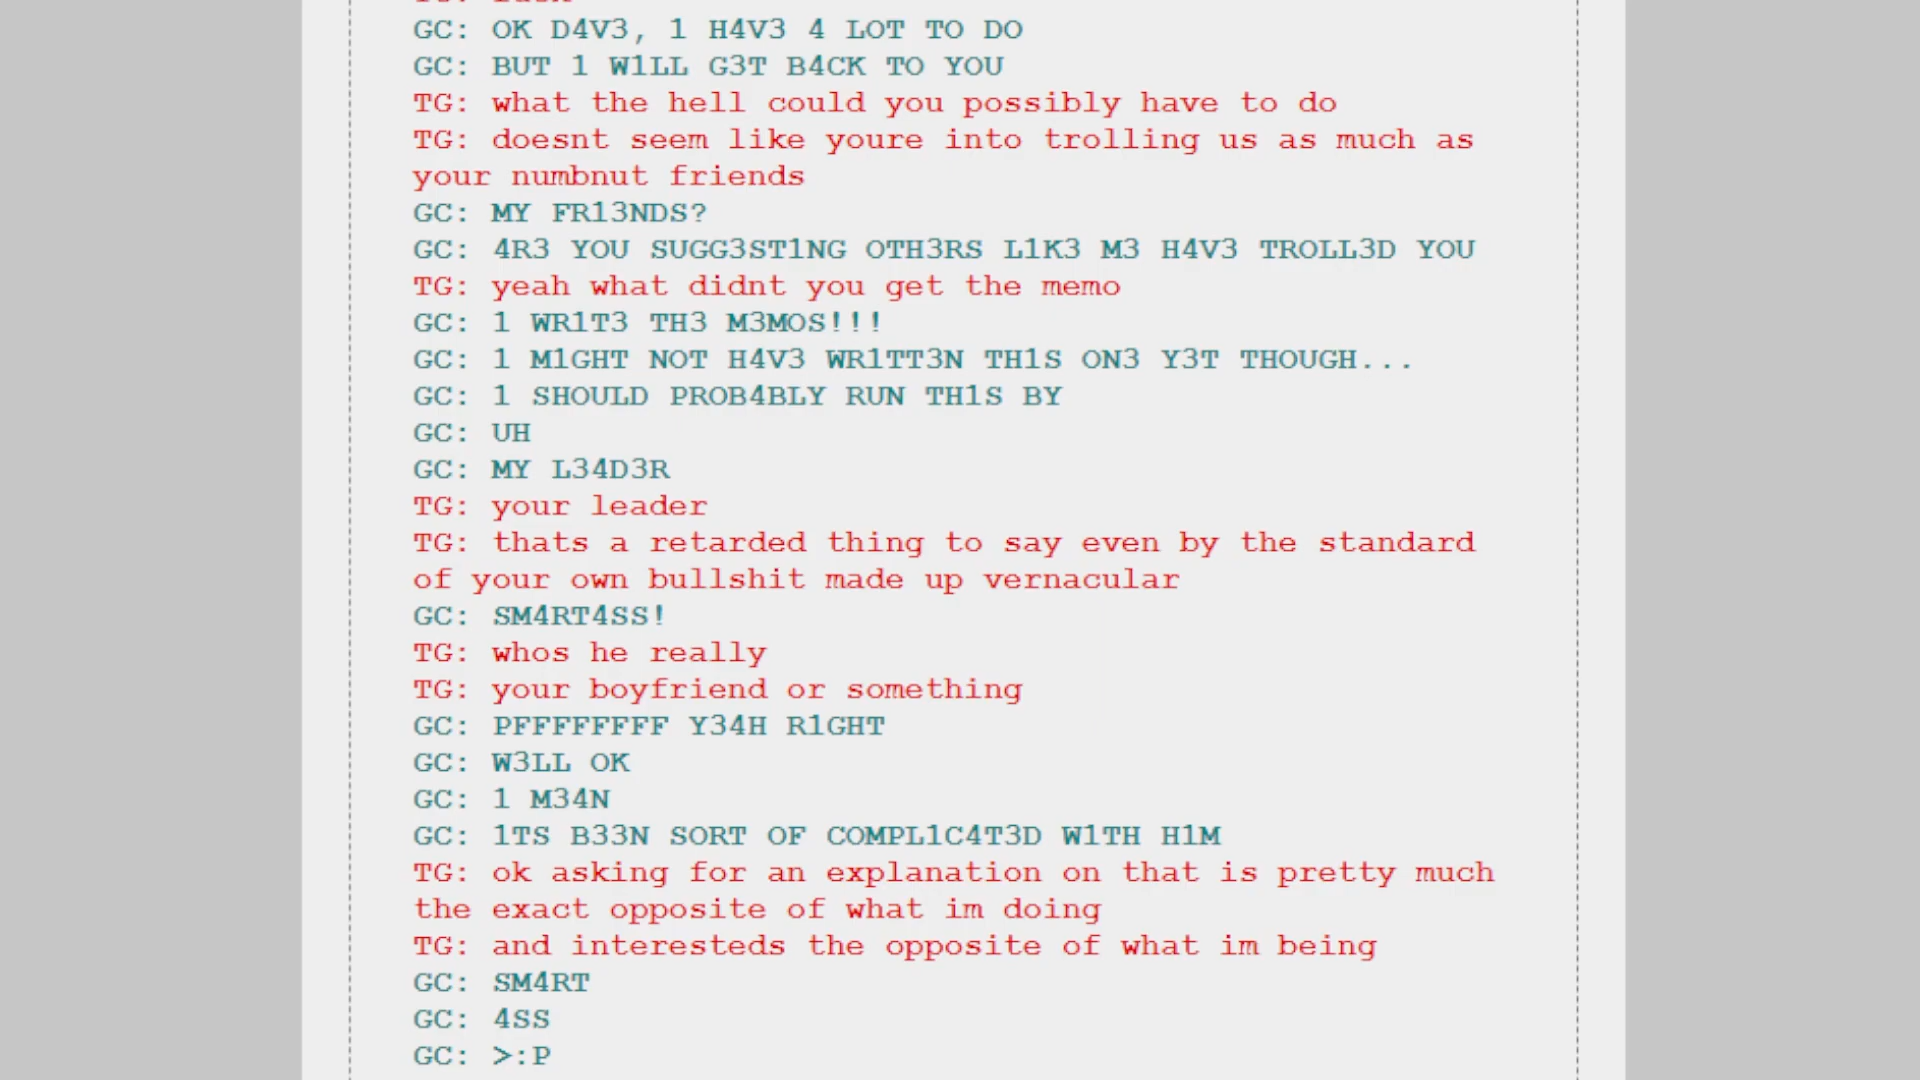 GC: OK D4V3, 1 H4V3 4 LOT TO DO
GC: BUT 1 W1LL G3T B4CK TO YOU
TG: what the hell could you possibly have to do
TG: doesnt seem like youre into trolling us as much as
your numbnut friends
GC: MY FR13NDS?
GC: 4R3 YOU SUGG3ST1NG OTH3RS L1K3 M3 H4V3 TROLL3D YOU
TG: yeah what didnt you get the memo
GC: 1 WR1T3 TH3 M3MOS!!!
GC: 1 M1GHT NOT H4V3 WR1TT3N TH1S ON3 Y3T THOUGH...
GC: 1 SHOULD PROB4BLY RUN TH1S BY
GC: UH
GC: MY L34D3R
TG: your leader
TG: thats a retarded thing to say even by the standard
of your own bullshit made up vernacular
GC: SM4RT4SS!
TG: whos he really
TG: your boyfriend or something
GC: PFFFFFFFF Y34H R1GHT
GC: W3LL OK
GC: 1 M34N
GC: 1TS B33N SORT OF COMPL1C4T3D W1TH H1M
TG: ok asking for an explanation on that is pretty much
the exact opposite of what im doing
TG: and interesteds the opposite of what im being
GC: SM4RT
GC: 4SS
GC: >:P